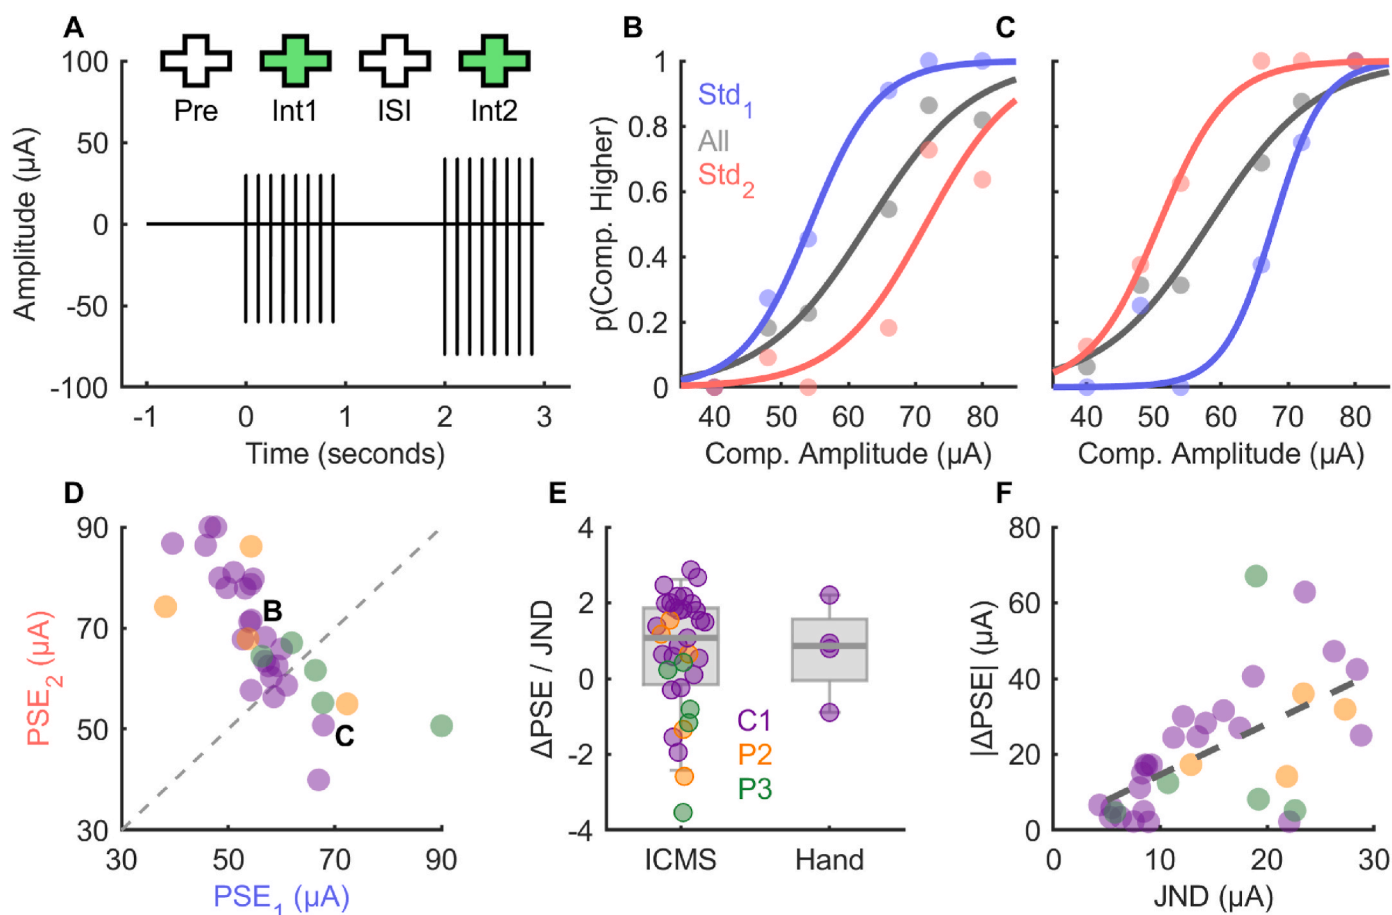 A
Pre Int1 ISI Int2
Amplitude (µA)
100
50
0
-50
-100
-1 0 1 2 3
Time (seconds)
B
Std1
All
Std2
p(Comp. Higher)
1
0.8
0.6
0.4
0.2
0
40 50 60 70 80
Comp. Amplitude (µA)
C
40 50 60 70 80
Comp. Amplitude (µA)
D
PSE2 (µA)
90
70
50
30
B
C
30 50 70 90
PSE1 (µA)
E
ΔPSE / JND
4
2
0
-2
-4
C1
P2
P3
ICMS Hand
F
|ΔPSE| (µA)
80
60
40
20
0
0 10 20 30
JND (µA)